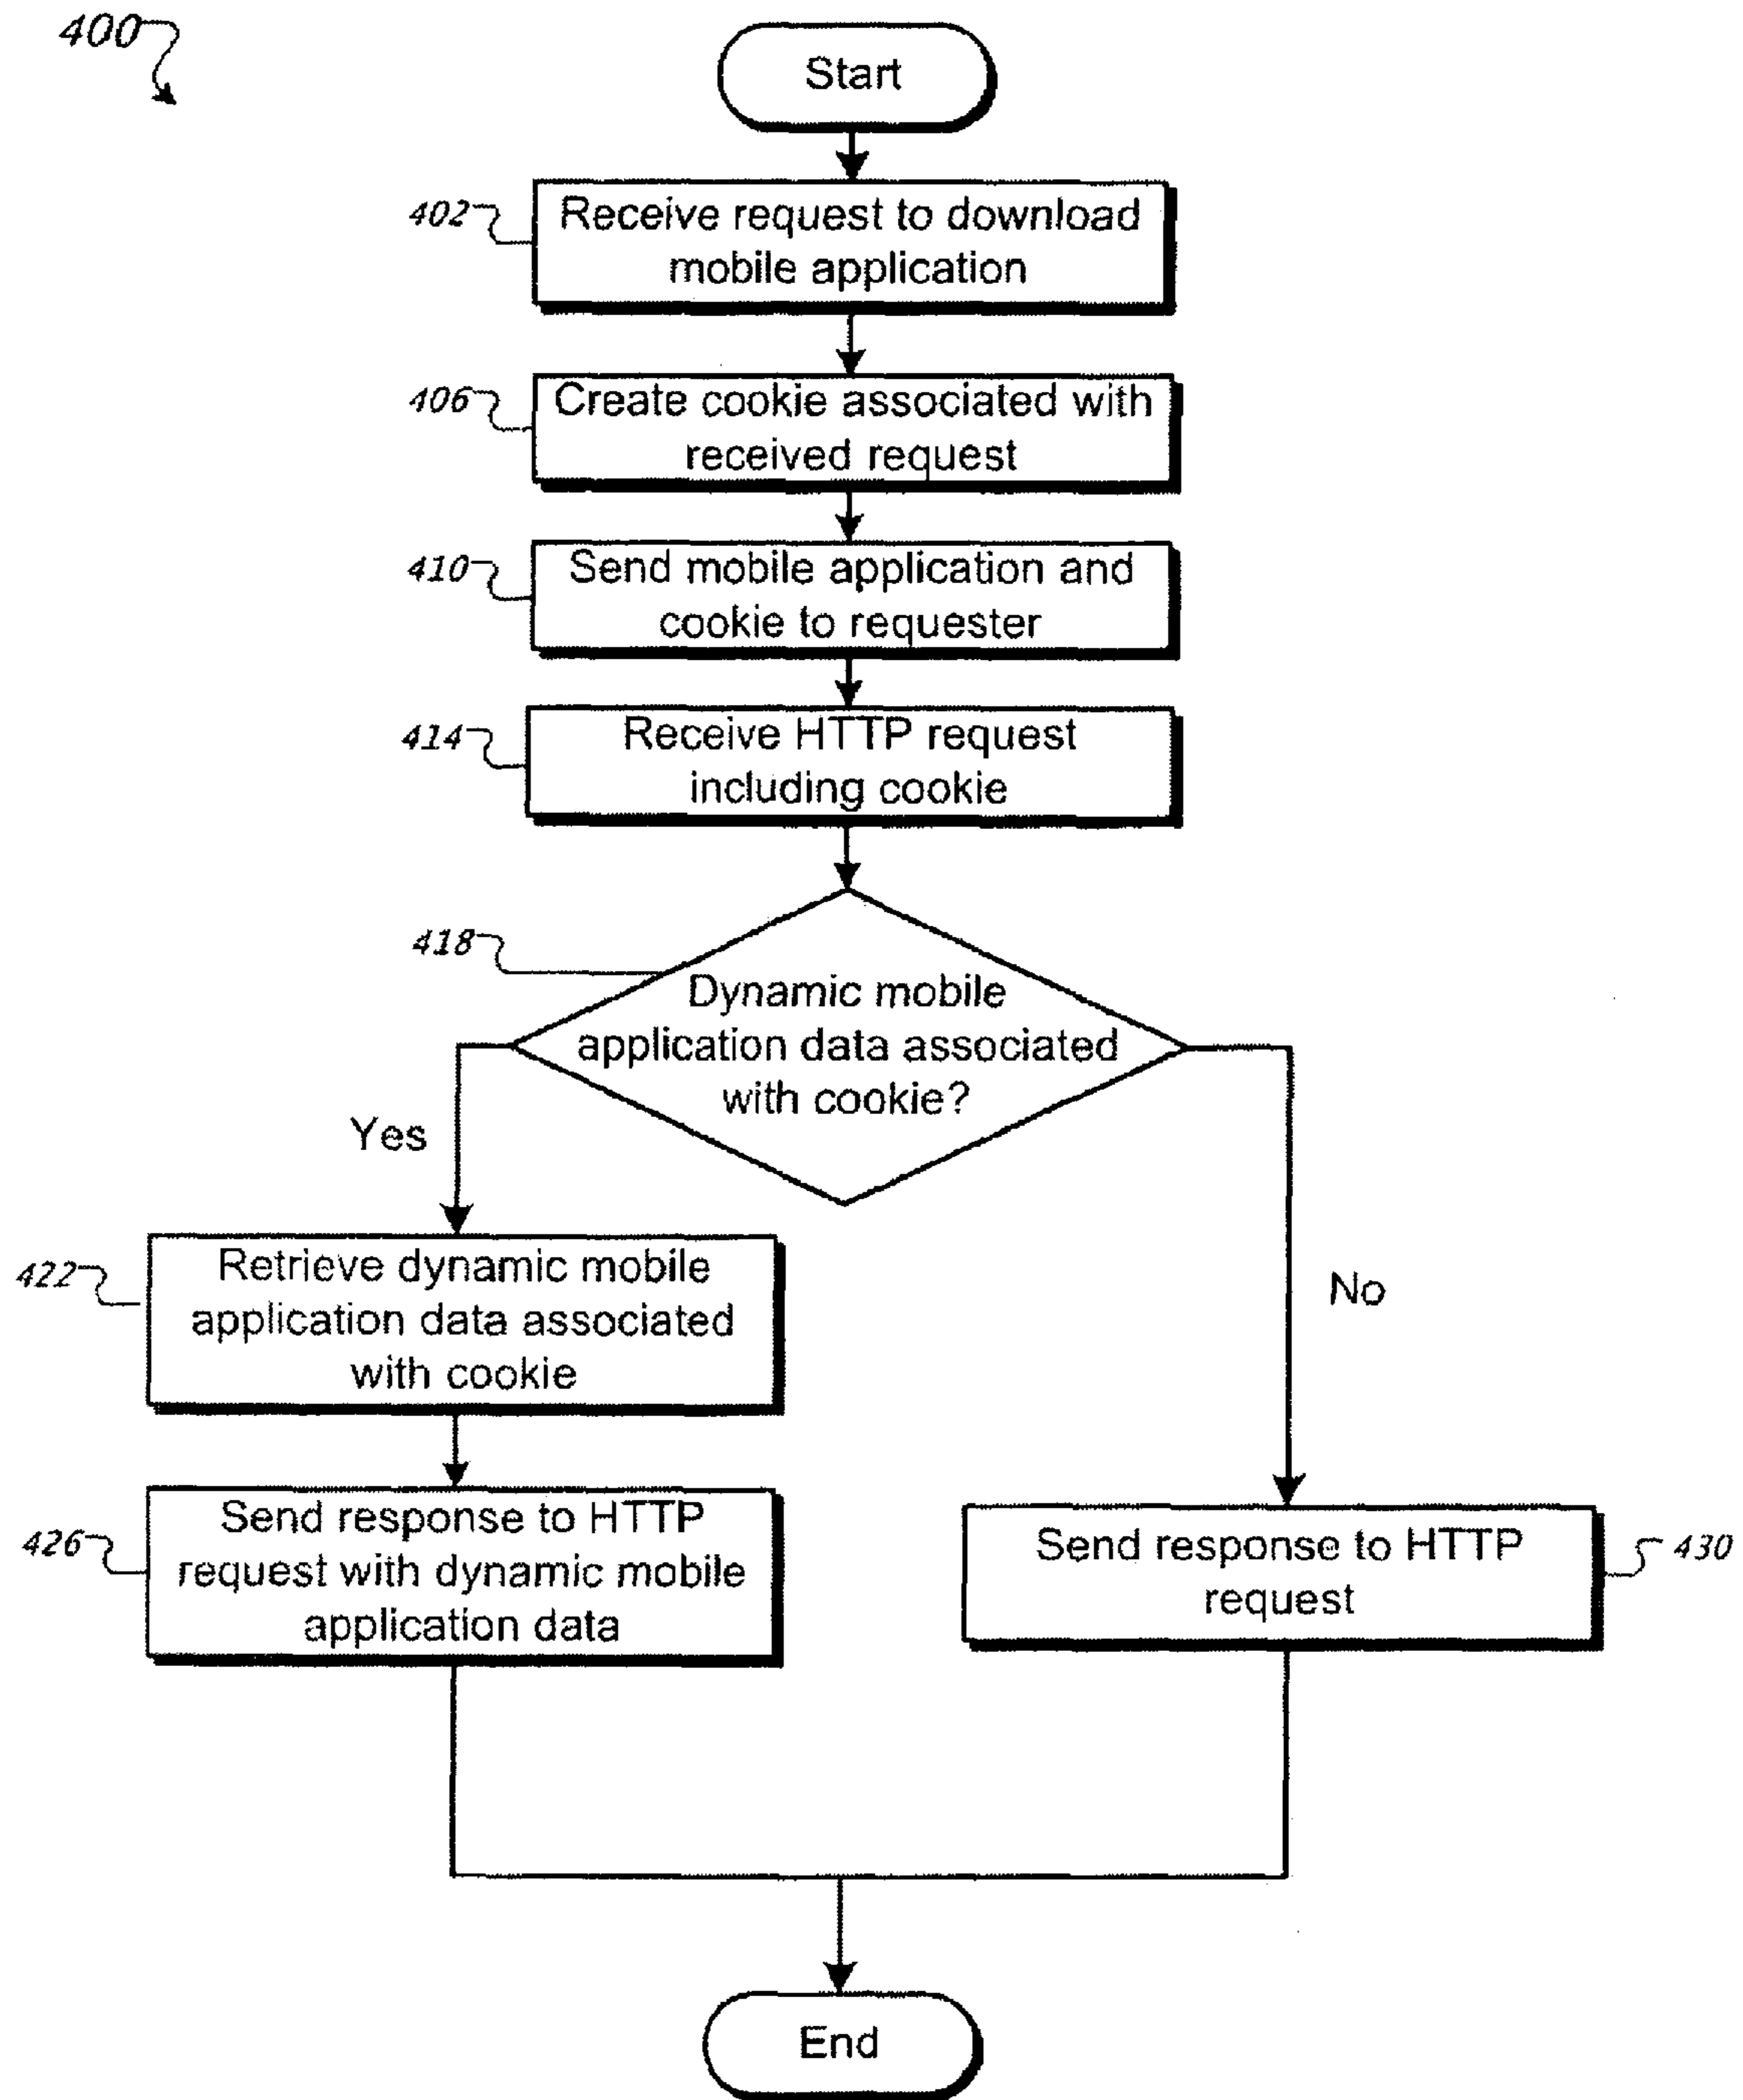 400
Start
402
Receive request to download
mobile application
406
Create cookie associated with
received request
410
Send mobile application and
cookie to requester
414
Receive HTTP request
including cookie
418
Dynamic mobile
application data associated
with cookie?
Yes
No
422
Retrieve dynamic mobile
application data associated
with cookie
426
Send response to HTTP
request with dynamic mobile
application data
Send response to HTTP
request
430
End